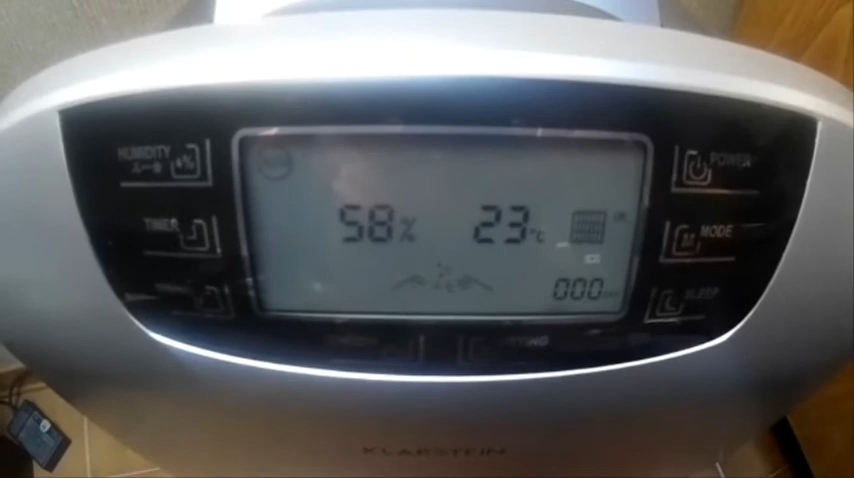 HUMIDITY
%
POWER
58% 23°C
TIMER
MODE
000
SLEEP
KLARSTEIN